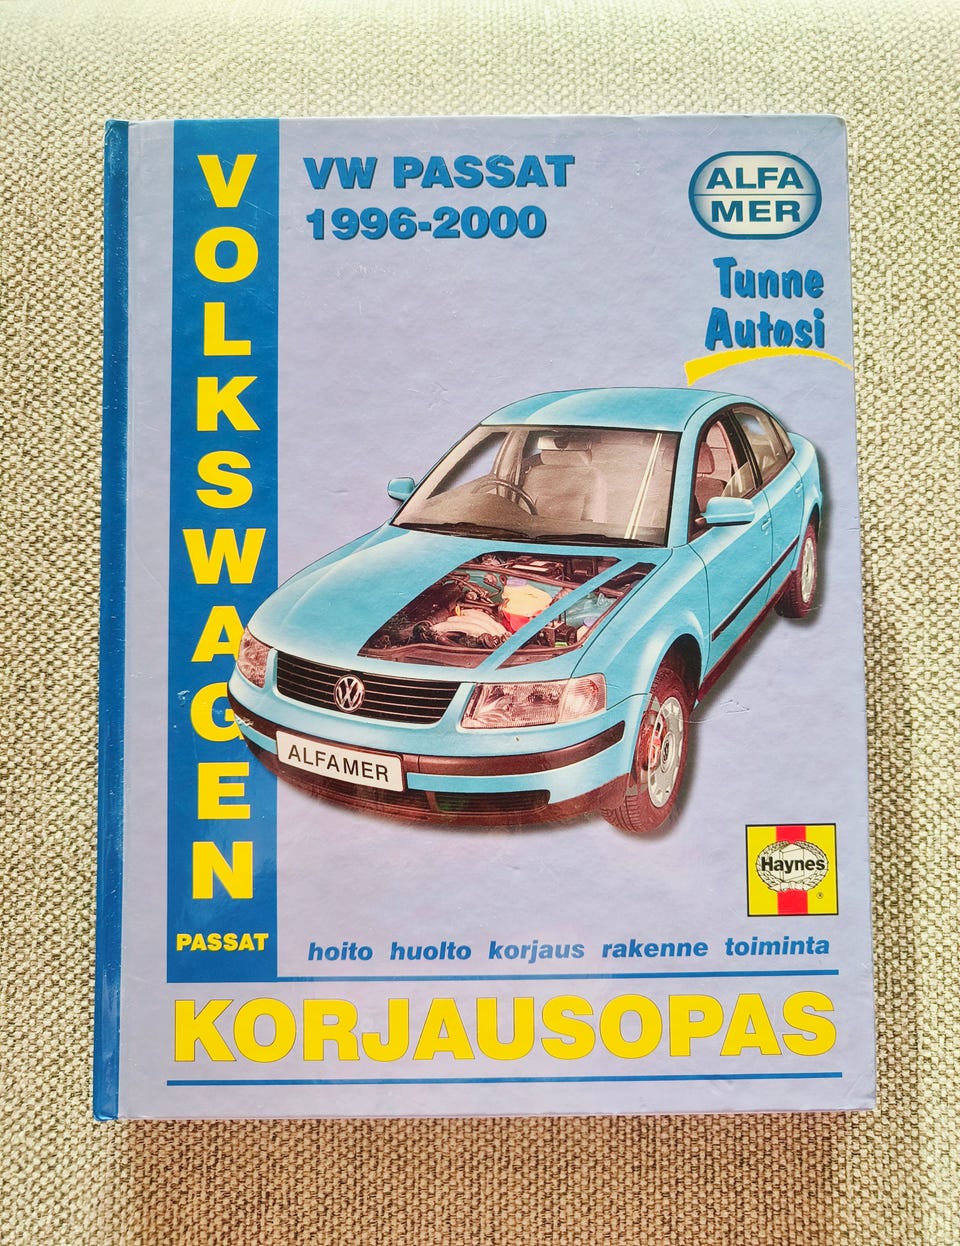 VOLKSWAGEN
PASSAT
VW PASSAT
1996-2000
ALFA
MER
Tunne
Autosi
ALFAMER
Haynes
®
hoito huolto korjaus rakenne toiminta
KORJAUSOPAS